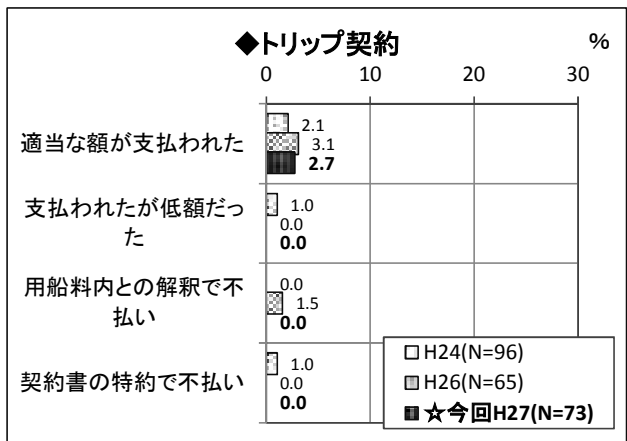 ◆トリップ契約 %
0 10 20 30
適当な額が支払われた
2.1
3.1
2.7
支払われたが低額だっ
た
1.0
0.0
0.0
用船料内との解釈で不
払い
0.0
1.5
0.0
契約書の特約で不払い
1.0
0.0
0.0
H24(N=96)
H26(N=65)
☆今回H27(N=73)